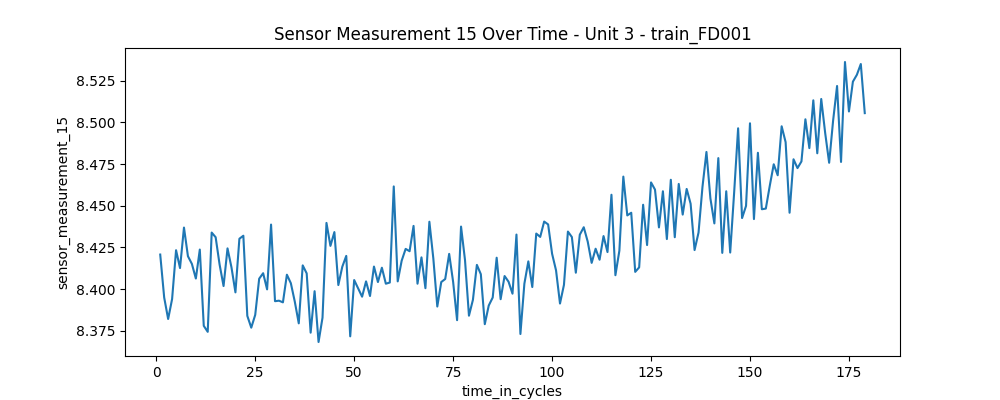 Sensor Measurement 15 Over Time - Unit 3 - train_FD001
sensor_measurement_15
8.525
8.500
8.475
8.450
8.425
8.400
8.375
0 25 50 75 100 125 150 175
time_in_cycles